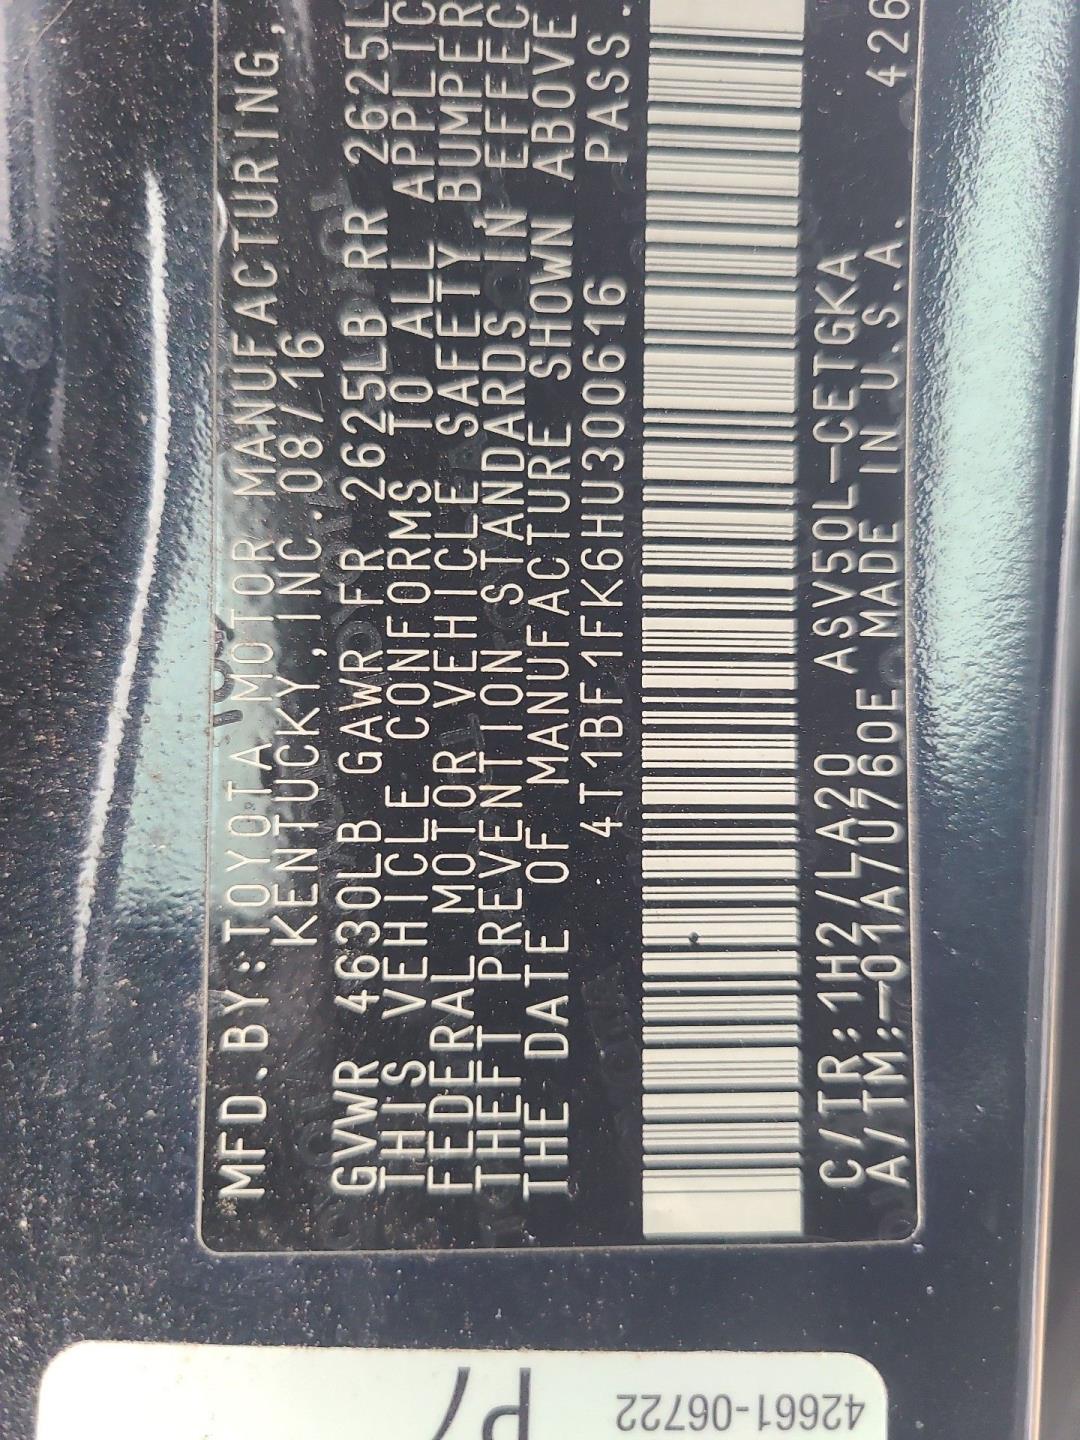 MFD.BY:TOYOTA MOTOR MANUFACTURING,
KENTUCKY,INC.08/16
GVWR 4630LB GAWR FR 2625LB RR 2625L
THIS VEHICLE CONFORMS TO ALL APPLIC
FEDERAL MOTOR VEHICLE SAFETY,BUMPER
THEFT PREVENTION STANDARDS IN EFFEC
THE DATE OF MANUFACTURE SHOWN ABOVE
4T1BF1FK6HU300616 PASS.
C/TR:1H2/LA20 ASV50L-CETGKA
A/TM:-01A/U760E MADE IN U.S.A. 426
42661-06722
P7